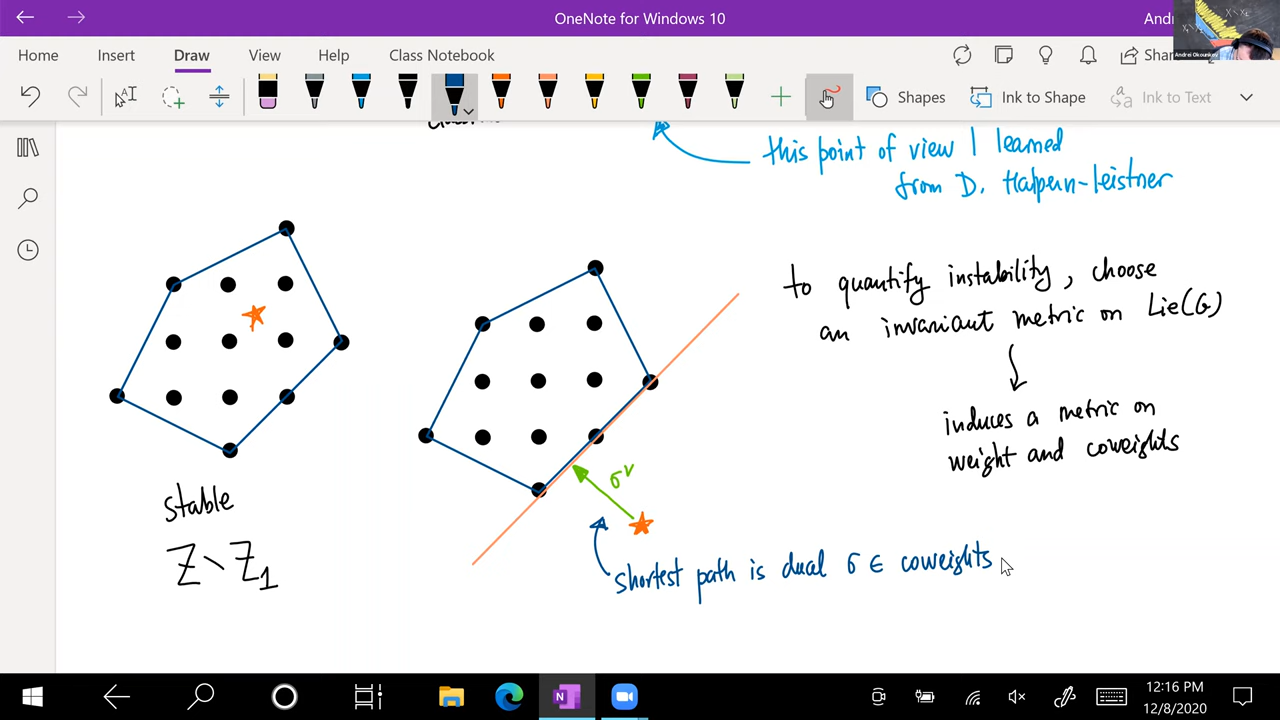 OneNote for Windows 10
Andrei Okounkov
Home Insert Draw View Help Class Notebook
+ Shapes Ink to Shape Ink to Text
this point of view I learned
from D. Halpern-Leistner
to quantify instability, choose
an invariant metric on Lie(G)
induces a metric on
weight and coweights
σ^∨
stable
Z \ Z_1
shortest path is dual σ ∈ coweights
12:16 PM
12/8/2020